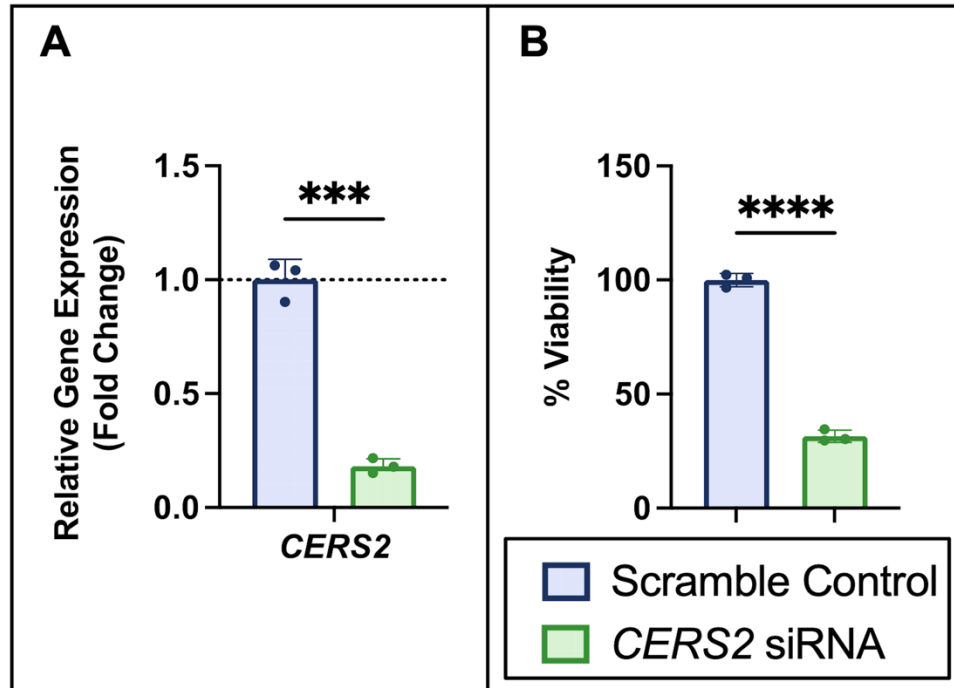 A
Relative Gene Expression
(Fold Change)
1.5
1.0
0.5
0.0
***
CERS2
B
% Viability
150
100
50
0
****
Scramble Control
CERS2 siRNA